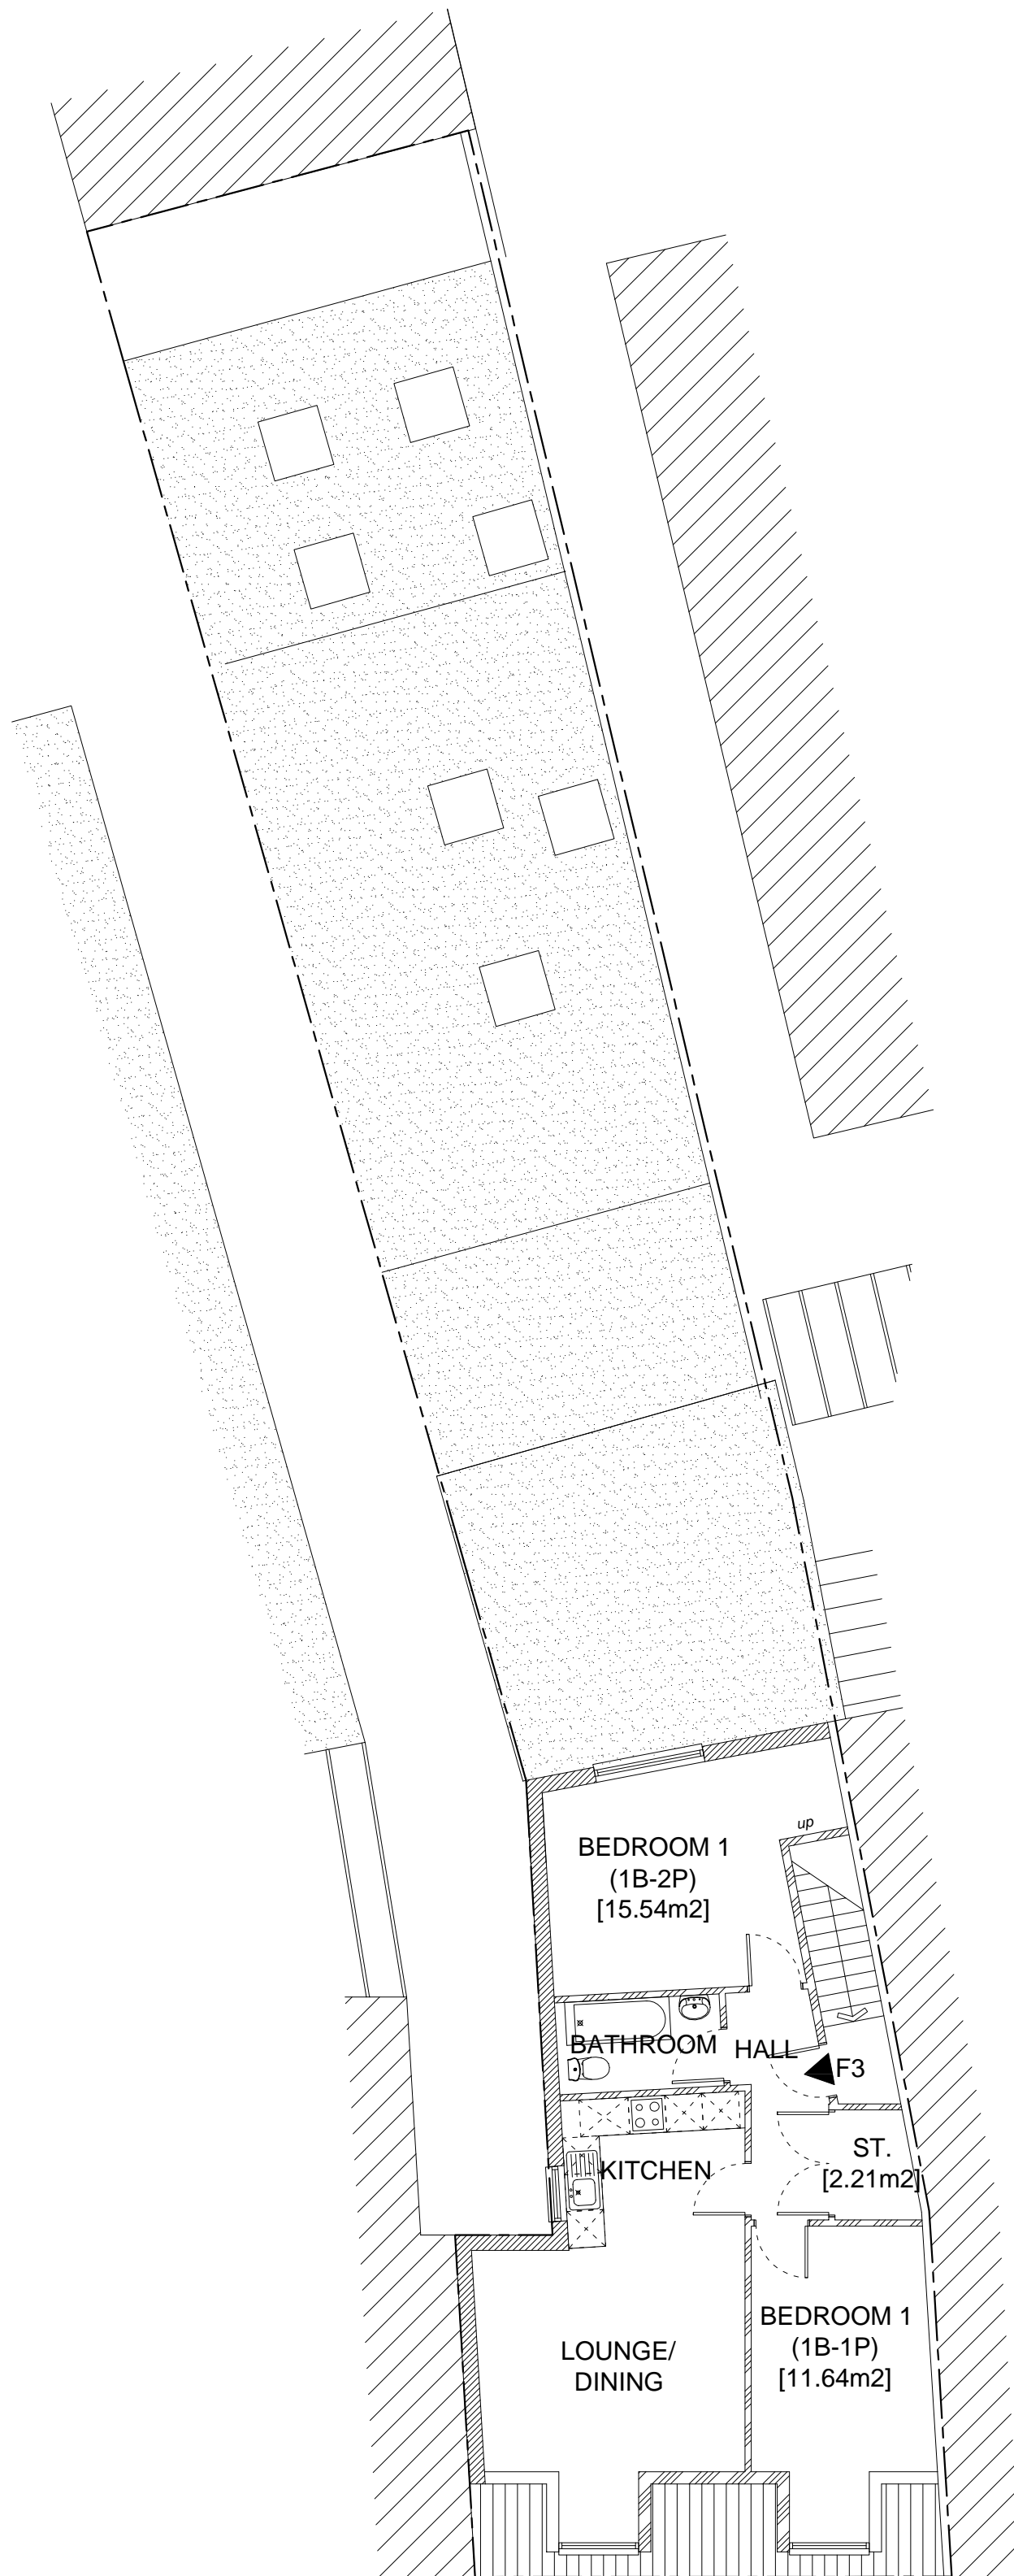 up
BEDROOM 1
(1B-2P)
[15.54m2]
BATHROOM
HALL
F3
ST.
[2.21m2]
KITCHEN
BEDROOM 1
(1B-1P)
[11.64m2]
LOUNGE/
DINING